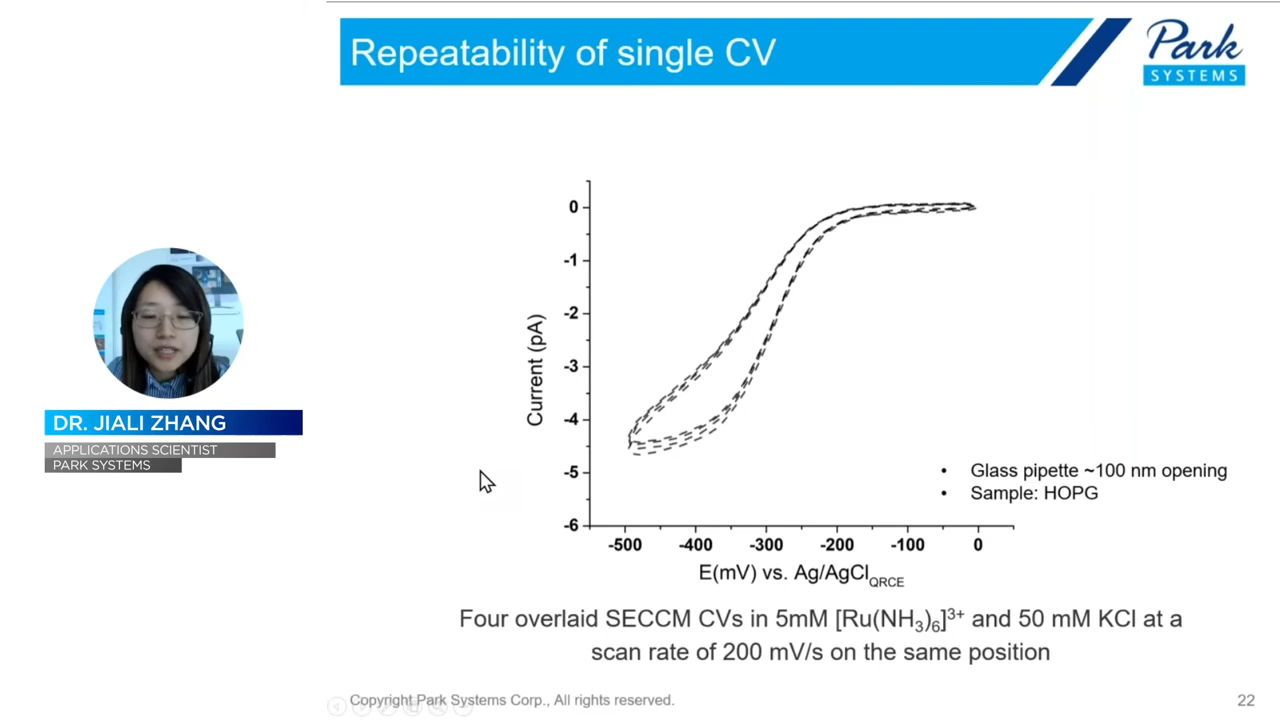 Repeatability of single CV
Park
SYSTEMS
0
-1
-2
-3
-4
-5
-6
Current (pA)
-500 -400 -300 -200 -100 0
E(mV) vs. Ag/AgCl_QRCE
• Glass pipette ~100 nm opening
• Sample: HOPG
DR. JIALI ZHANG
APPLICATIONS SCIENTIST
PARK SYSTEMS
Four overlaid SECCM CVs in 5mM [Ru(NH₃)₆]³⁺ and 50 mM KCl at a
scan rate of 200 mV/s on the same position
Copyright Park Systems Corp., All rights reserved.
22